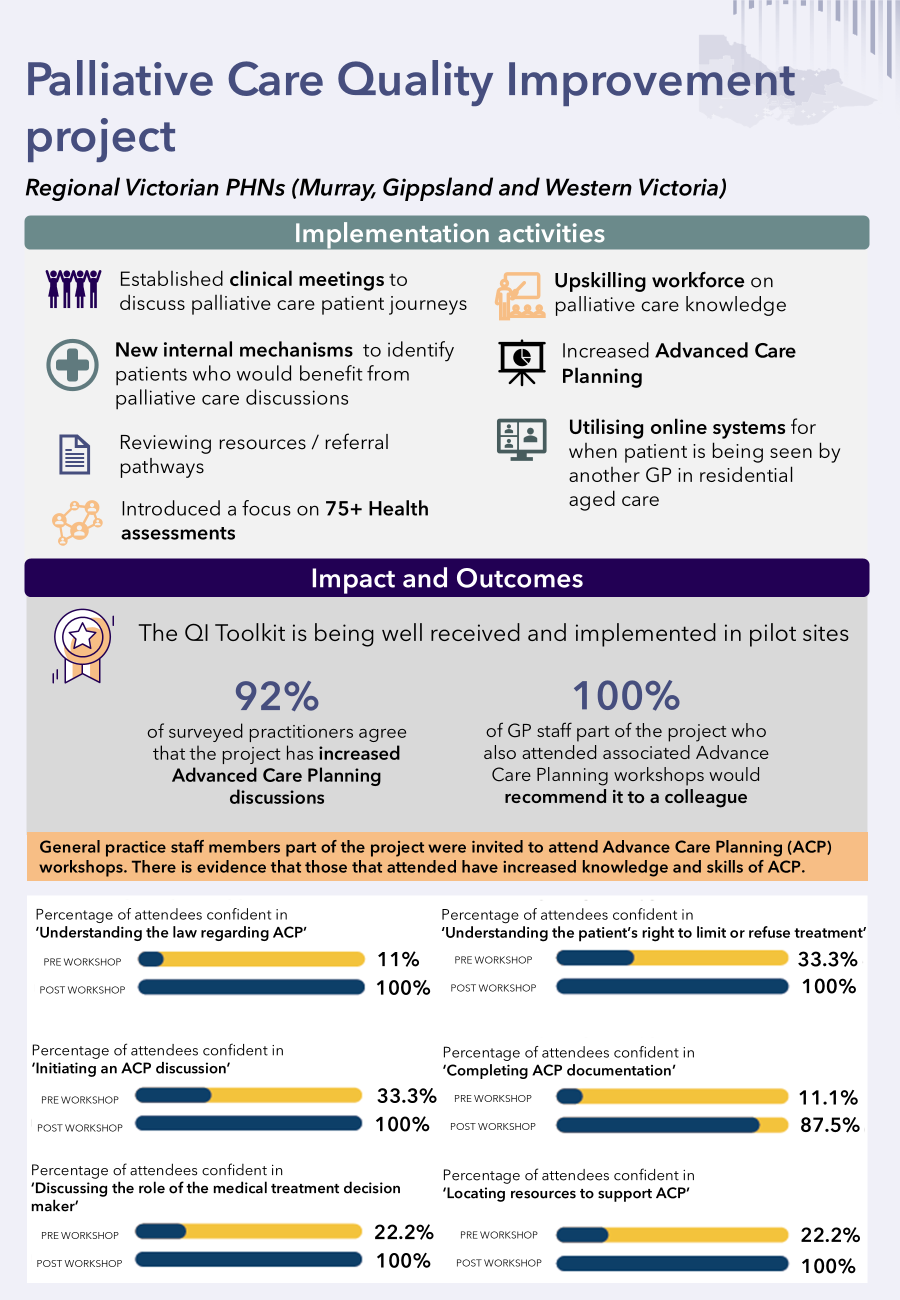 Palliative Care Quality Improvement
project
Regional Victorian PHNs (Murray, Gippsland and Western Victoria)
Implementation activities
Established clinical meetings to
discuss palliative care patient journeys
New internal mechanisms to identify
patients who would benefit from
palliative care discussions
Reviewing resources / referral
pathways
Introduced a focus on 75+ Health
assessments
Upskilling workforce on
palliative care knowledge
Increased Advanced Care
Planning
Utilising online systems for
when patient is being seen by
another GP in residential
aged care
Impact and Outcomes
The QI Toolkit is being well received and implemented in pilot sites
92%
of surveyed practitioners agree
that the project has increased
Advanced Care Planning
discussions
100%
of GP staff part of the project who
also attended associated Advance
Care Planning workshops would
recommend it to a colleague
General practice staff members part of the project were invited to attend Advance Care Planning (ACP)
workshops. There is evidence that those that attended have increased knowledge and skills of ACP.
Percentage of attendees confident in
‘Understanding the law regarding ACP’
PRE WORKSHOP 11%
POST WORKSHOP 100%
Percentage of attendees confident in
‘Understanding the patient’s right to limit or refuse treatment’
PRE WORKSHOP 33.3%
POST WORKSHOP 100%
Percentage of attendees confident in
‘Initiating an ACP discussion’
PRE WORKSHOP 33.3%
POST WORKSHOP 100%
Percentage of attendees confident in
‘Completing ACP documentation’
PRE WORKSHOP 11.1%
POST WORKSHOP 87.5%
Percentage of attendees confident in
‘Discussing the role of the medical treatment decision
maker’
PRE WORKSHOP 22.2%
POST WORKSHOP 100%
Percentage of attendees confident in
‘Locating resources to support ACP’
PRE WORKSHOP 22.2%
POST WORKSHOP 100%